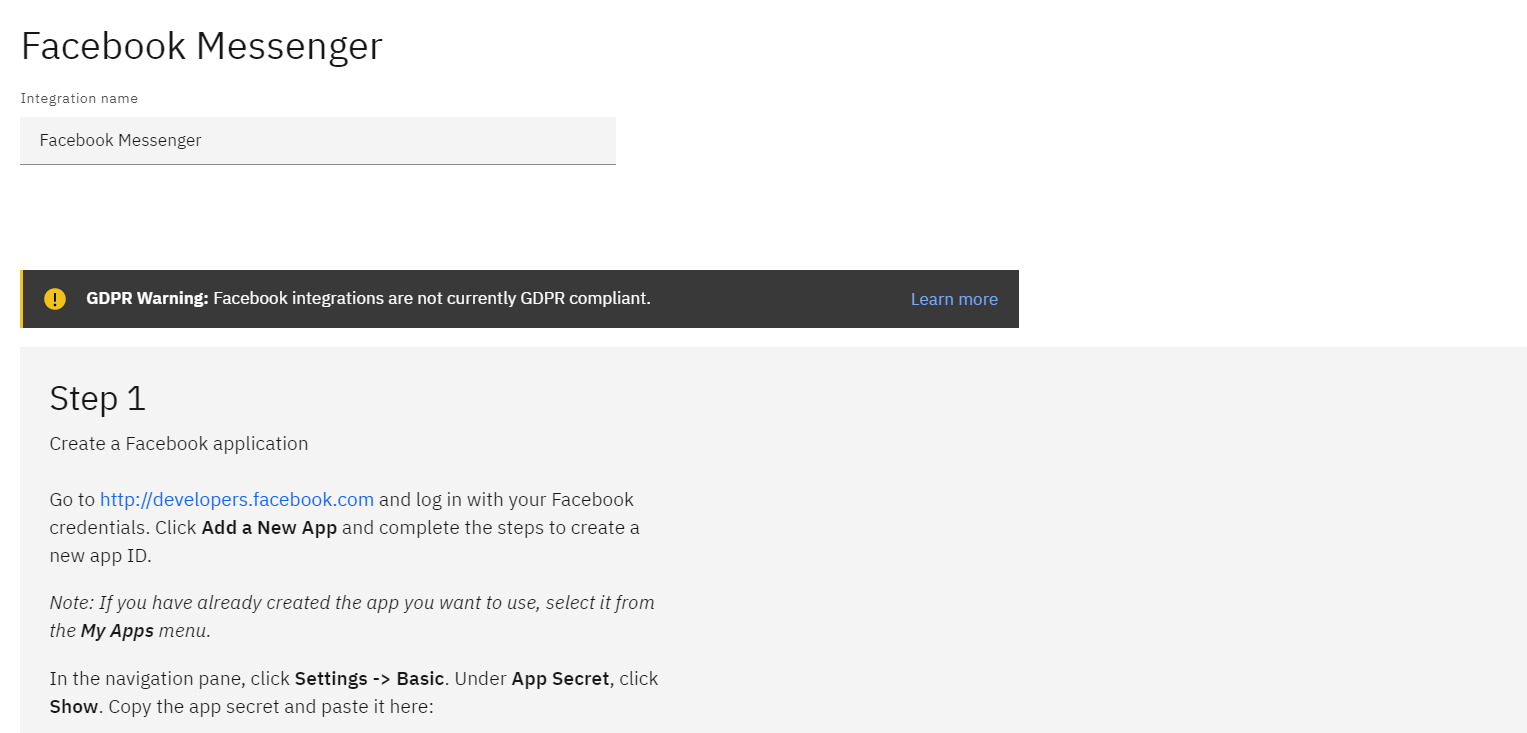 Facebook Messenger
Integration name
Facebook Messenger
GDPR Warning: Facebook integrations are not currently GDPR compliant.
Learn more
Step 1
Create a Facebook application
Go to http://developers.facebook.com and log in with your Facebook
credentials. Click Add a New App and complete the steps to create a
new app ID.
Note: If you have already created the app you want to use, select it from
the My Apps menu.
In the navigation pane, click Settings -> Basic. Under App Secret, click
Show. Copy the app secret and paste it here: